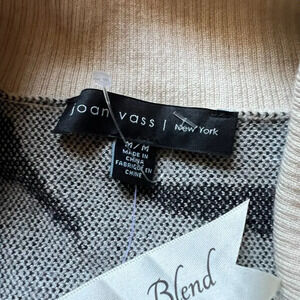 joan vass | New York
M/M
MADE IN
CHINA
FABRIQUÉ EN
CHINE
Blend